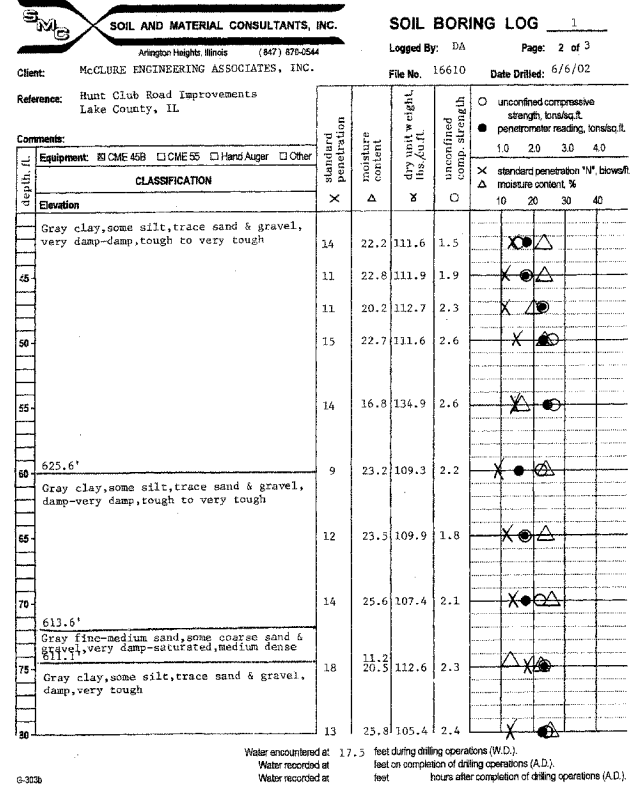 SMC
SOIL AND MATERIAL CONSULTANTS, INC.
Arlington Heights, Illinois (847) 870-0544
SOIL BORING LOG 1
Logged By: DA Page: 2 of 3
Client: McCLURE ENGINEERING ASSOCIATES, INC.
File No. 16610 Date Drilled: 6/6/02
Reference: Hunt Club Road Improvements
Lake County, IL
Comments:
Equipment: ☒ CME 45B ☐ CME 55 ☐ Hand Auger ☐ Other
depth, ft.
CLASSIFICATION
Elevation
standard penetration
moisture content
dry unit weight, lbs./cu.ft.
unconfined comp. strength
X Δ ɣ O
O unconfined compressive
strength, tons/sq.ft.
● penetrometer reading, tons/sq.ft.
1.0 2.0 3.0 4.0
X standard penetration "N", blows/ft.
Δ moisture content, %
10 20 30 40
Gray clay,some silt,trace sand & gravel,
very damp-damp,tough to very tough
14 22.2 111.6 1.5
45 11 22.8 111.9 1.9
11 20.2 112.7 2.3
50 15 22.7 111.6 2.6
55 14 16.8 134.9 2.6
625.6'
60 9 23.2 109.3 2.2
Gray clay,some silt,trace sand & gravel,
damp-very damp,tough to very tough
65 12 23.5 109.9 1.8
70 14 25.6 107.4 2.1
613.6'
Gray fine-medium sand,some coarse sand &
gravel,very damp-saturated,medium dense
611.1'
11.2
75 18 20.5 112.6 2.3
Gray clay,some silt,trace sand & gravel,
damp,very tough
80 13 25.8 105.4 2.4
Water encountered at 17.5 feet during drilling operations (W.D.).
Water recorded at feet on completion of drilling operations (A.D.).
Water recorded at feet hours after completion of drilling operations (A.D.).
G-303b